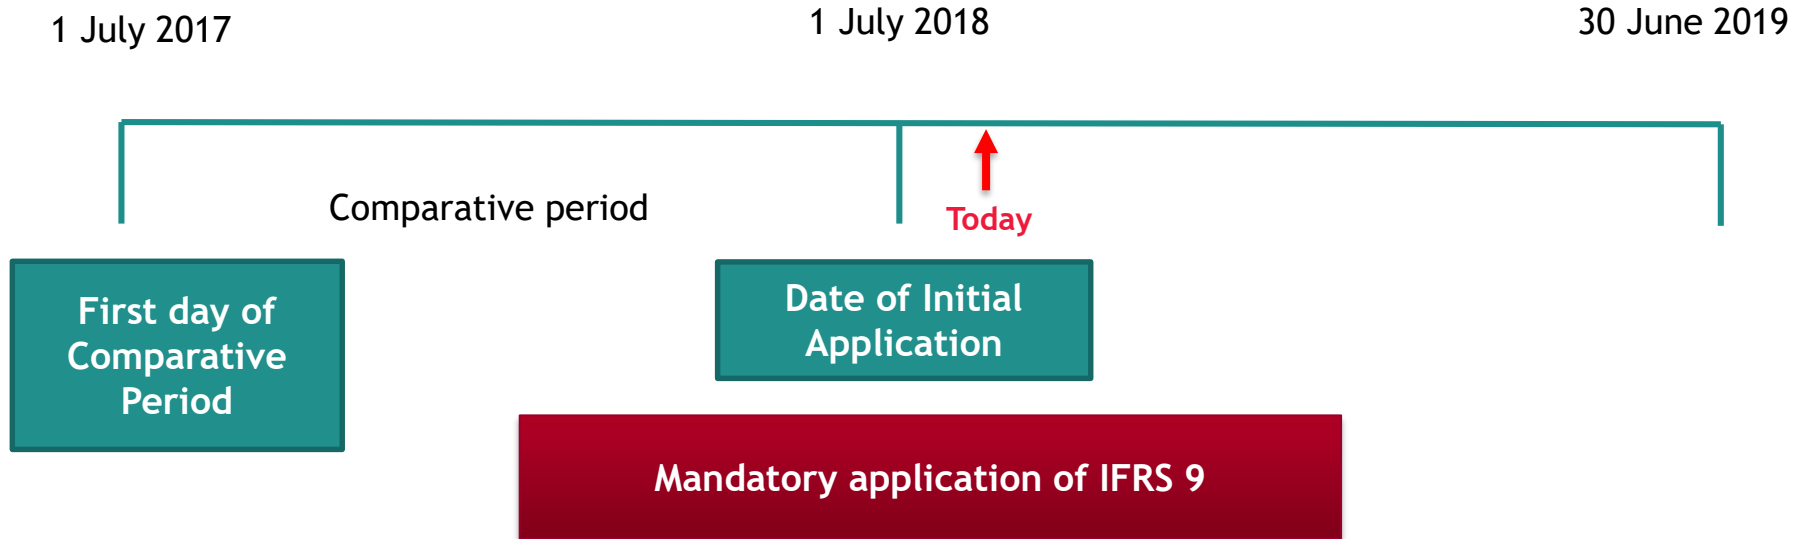 1 July 2017
1 July 2018
30 June 2019
Comparative period
Today
First day of
Comparative
Period
Date of Initial
Application
Mandatory application of IFRS 9